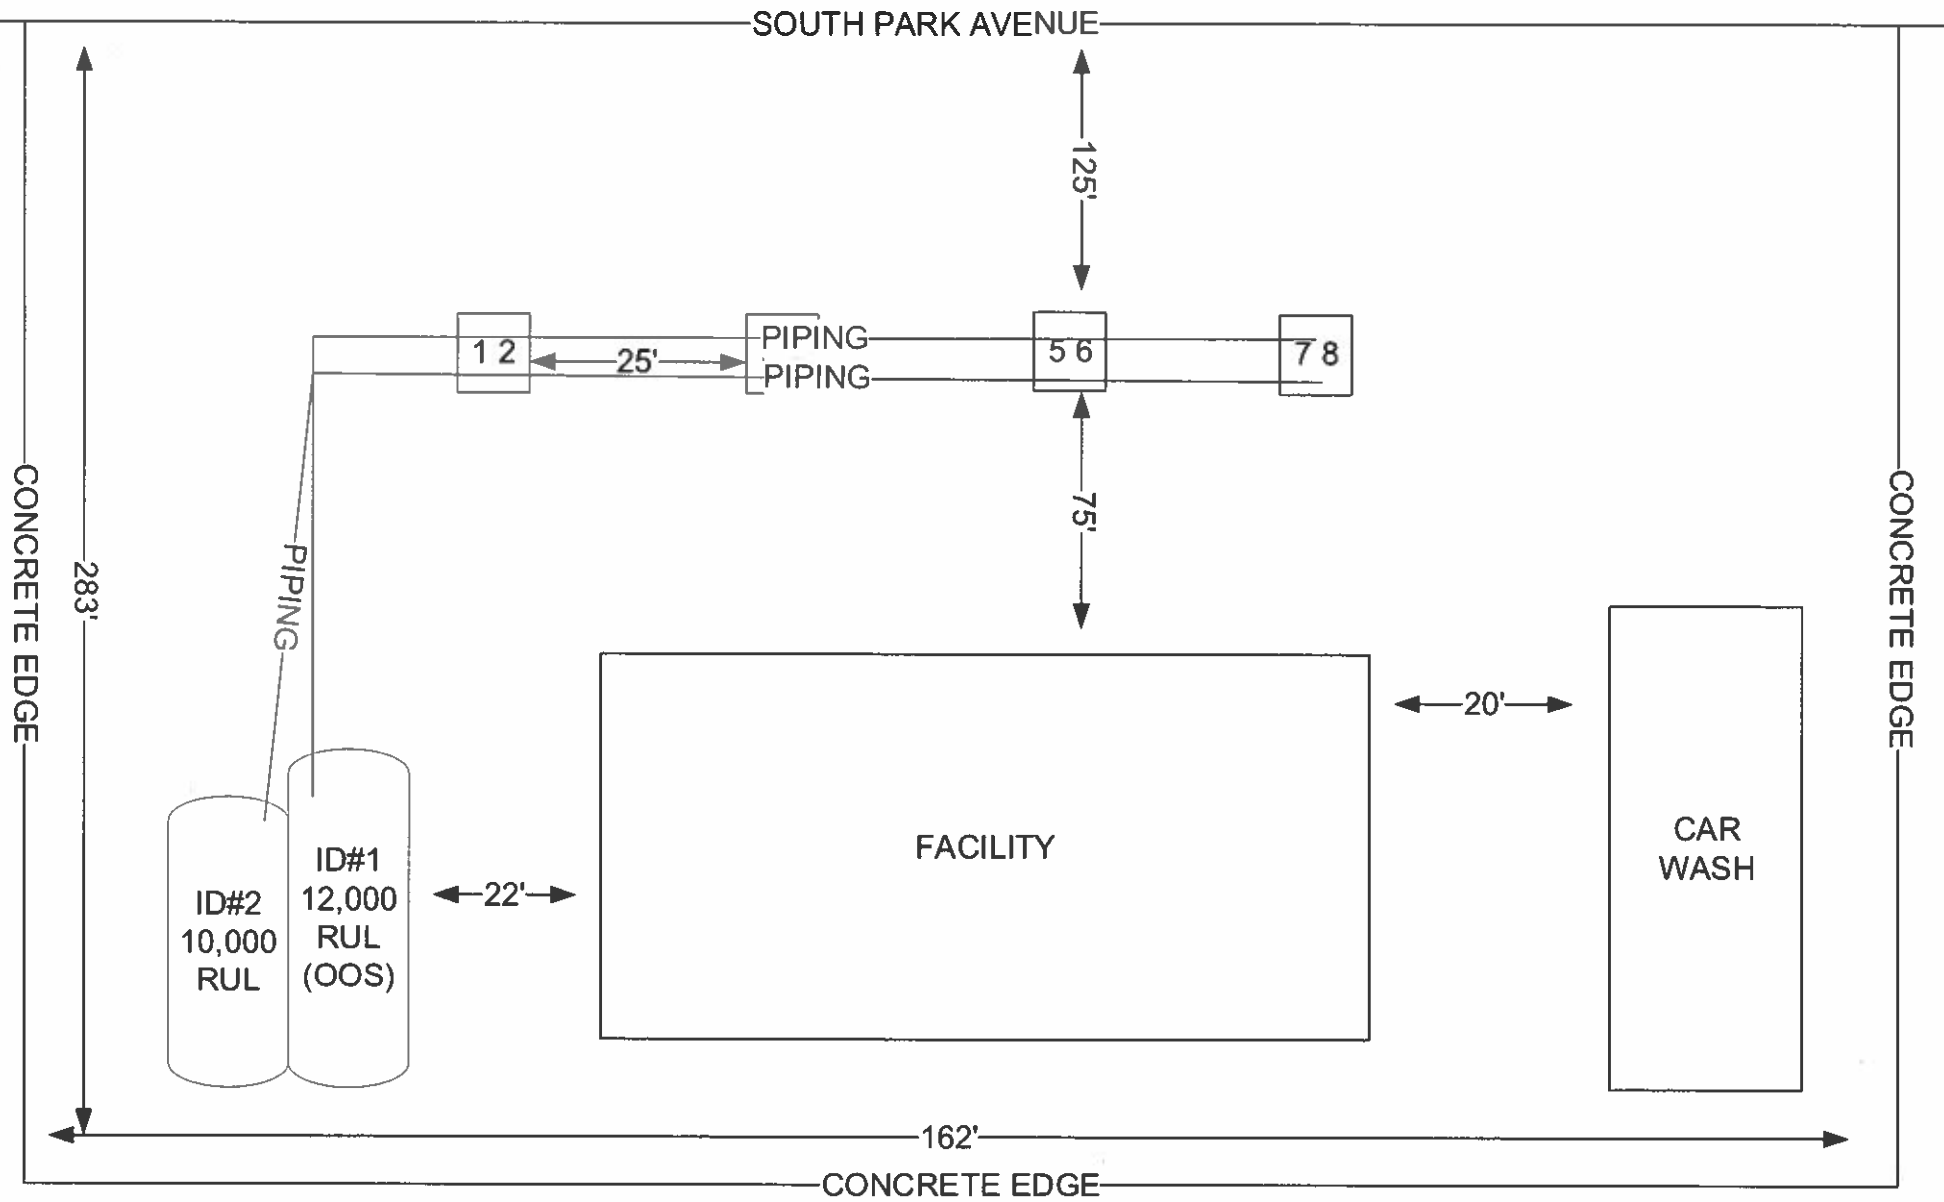 SOUTH PARK AVENUE
125'
1 2
25'
PIPING
PIPING
5 6
7 8
75'
CONCRETE EDGE
283'
PIPING
CONCRETE EDGE
20'
FACILITY
CAR
WASH
ID#1
12,000
RUL
(OOS)
ID#2
10,000
RUL
22'
162'
CONCRETE EDGE